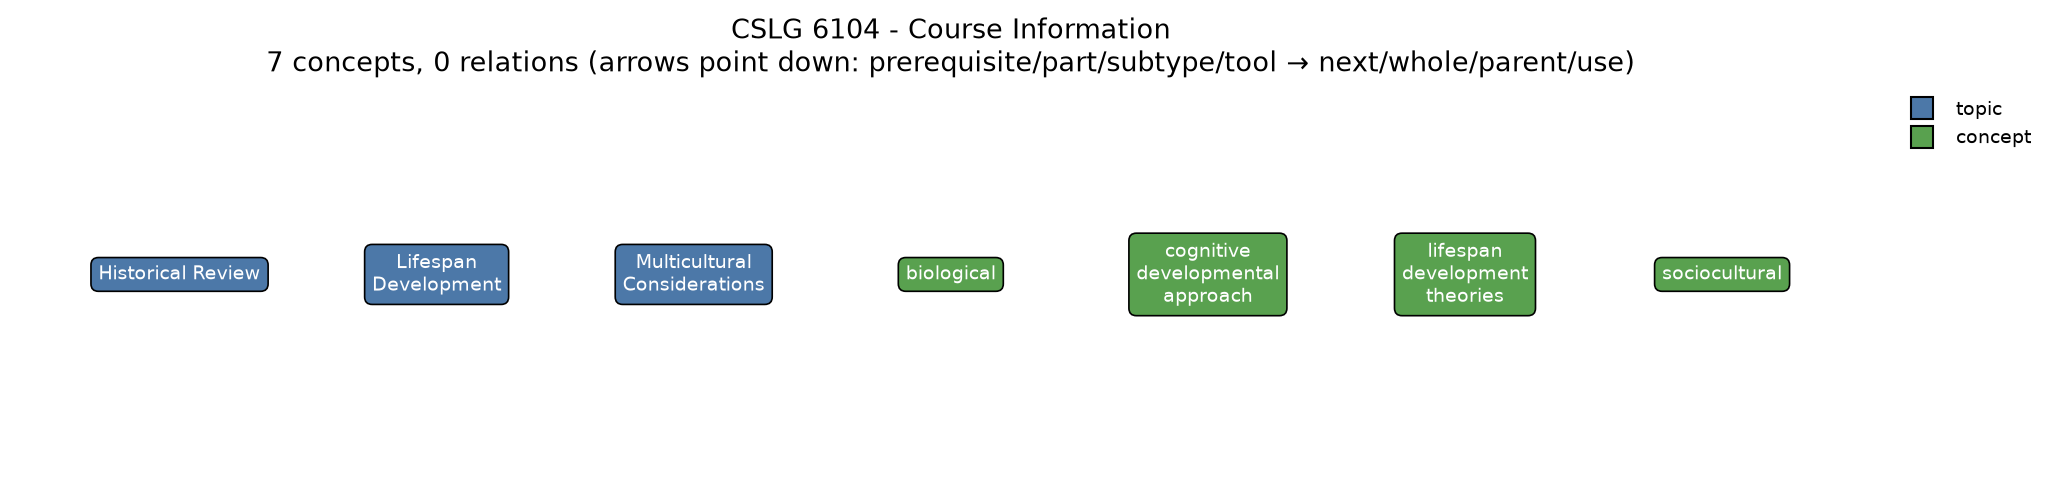 CSLG 6104 - Course Information
7 concepts, 0 relations (arrows point down: prerequisite/part/subtype/tool → next/whole/parent/use)
topic
concept
Historical Review
Lifespan
Development
Multicultural
Considerations
biological
cognitive
developmental
approach
lifespan
development
theories
sociocultural